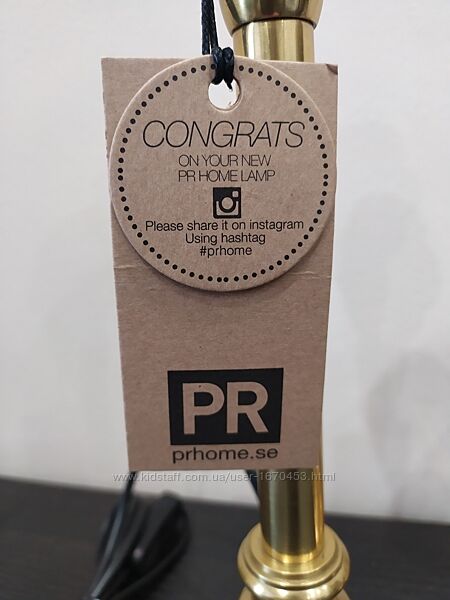 CONGRATS
ON YOUR NEW
PR HOME LAMP
Please share it on instagram
Using hashtag
#prhome
PR
prhome.se
www.kidstaff.com.ua/user-1670453.html